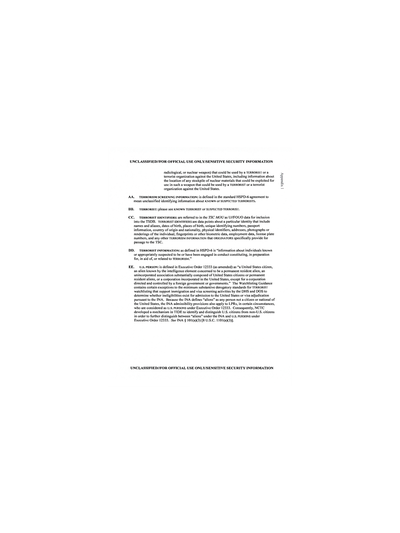 UNCLASSIFIED//FOR OFFICIAL USE ONLY/SENSITIVE SECURITY INFORMATION
radiological, or nuclear weapon) that could be used by a TERRORIST or a
terrorist organization against the United States, including information about
the location of any stockpile of nuclear materials that could be exploited for
use in such a weapon that could be used by a TERRORIST or a terrorist
organization against the United States.
Appendix 1
AA. TERRORISM SCREENING INFORMATION: is defined in the standard HSPD-6 agreement to
mean unclassified identifying information about KNOWN or SUSPECTED TERRORISTS.
BB. TERRORIST: please see KNOWN TERRORIST or SUSPECTED TERRORIST.
CC. TERRORIST IDENTIFIERS: are referred to in the TSC MOU as U//FOUO data for inclusion
into the TSDB. TERRORIST IDENTIFIERS are data points about a particular identity that include
names and aliases, dates of birth, places of birth, unique identifying numbers, passport
information, country of origin and nationality, physical identifiers, addresses, photographs or
renderings of the individual, fingerprints or other biometric data, employment data, license plate
numbers, and any other TERRORISM INFORMATION that ORIGINATORS specifically provide for
passage to the TSC.
DD. TERRORIST INFORMATION: as defined in HSPD-6 is "information about individuals known
or appropriately suspected to be or have been engaged in conduct constituting, in preparation
for, in aid of, or related to TERRORISM."
EE. U.S. PERSON: is defined in Executive Order 12333 (as amended) as "a United States citizen,
an alien known by the intelligence element concerned to be a permanent resident alien, an
unincorporated association substantially composed of United States citizens or permanent
resident aliens, or a corporation incorporated in the United States, except for a corporation
directed and controlled by a foreign government or governments." The Watchlisting Guidance
contains certain exceptions to the minimum substantive derogatory standards for TERRORIST
watchlisting that support immigration and visa screening activities by the DHS and DOS to
determine whether ineligibilities exist for admission to the United States or visa adjudication
pursuant to the INA. Because the INA defines "aliens" as any person not a citizen or national of
the United States, the INA admissibility provisions also apply to LPRs, in certain circumstances,
who are considered as U.S. PERSONS under Executive Order 12333. Consequently, NCTC
developed a mechanism in TIDE to identify and distinguish U.S. citizens from non-U.S. citizens
in order to further distinguish between "aliens" under the INA and U.S. PERSONS under
Executive Order 12333. See INA § 101(a)(3) [8 U.S.C. 1101(a)(3)].
UNCLASSIFIED//FOR OFFICIAL USE ONLY/SENSITIVE SECURITY INFORMATION